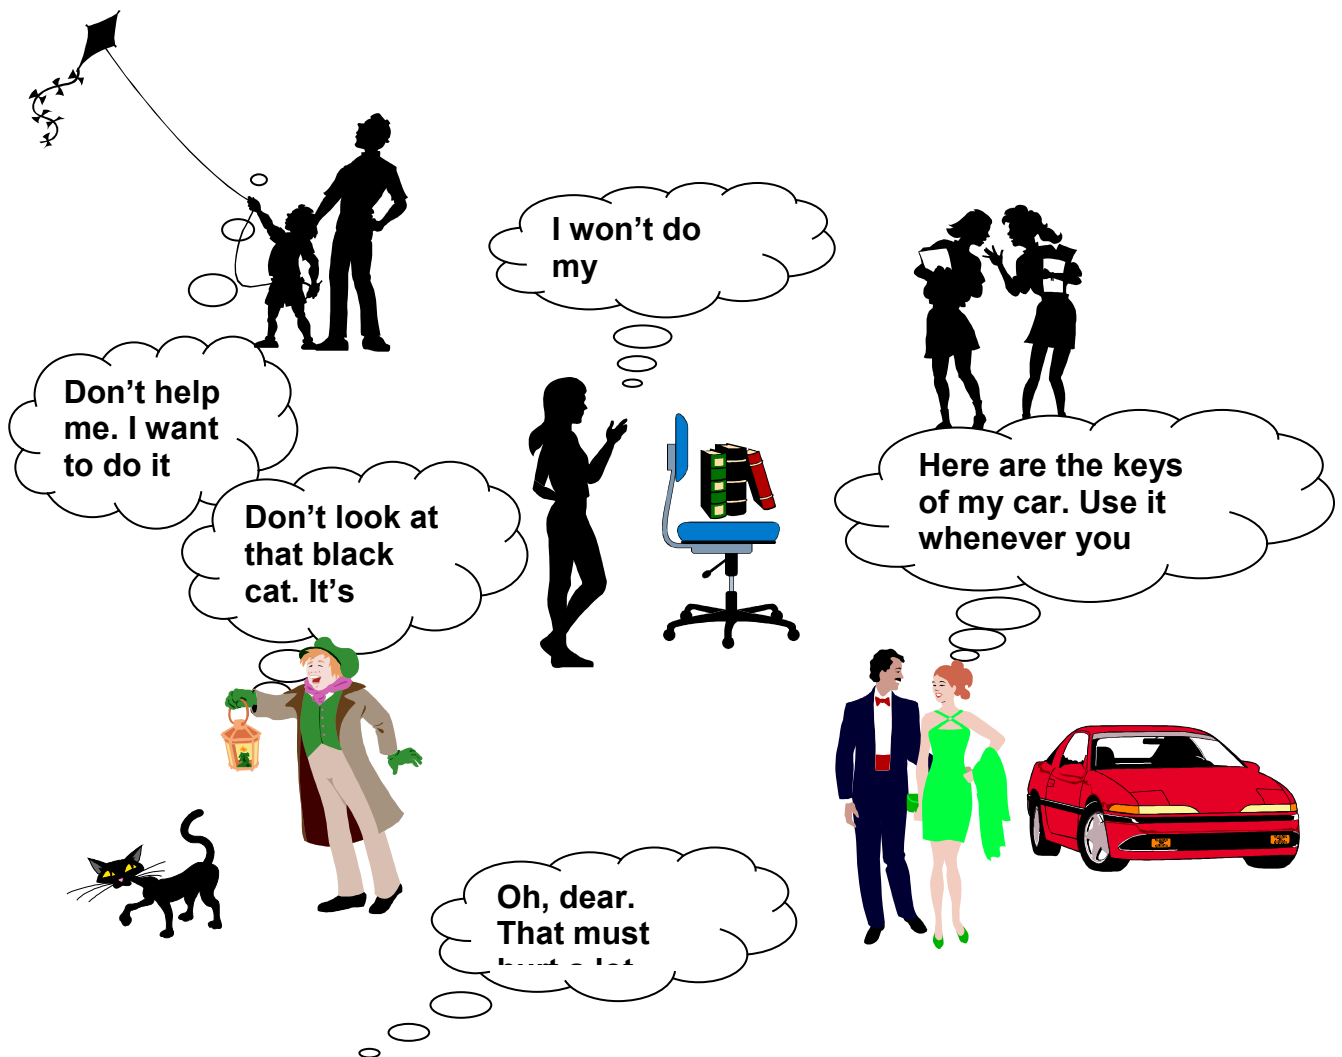 I won’t do
my
Don’t help
me. I want
to do it
Here are the keys
of my car. Use it
whenever you
Don’t look at
that black
cat. It’s
Oh, dear.
That must